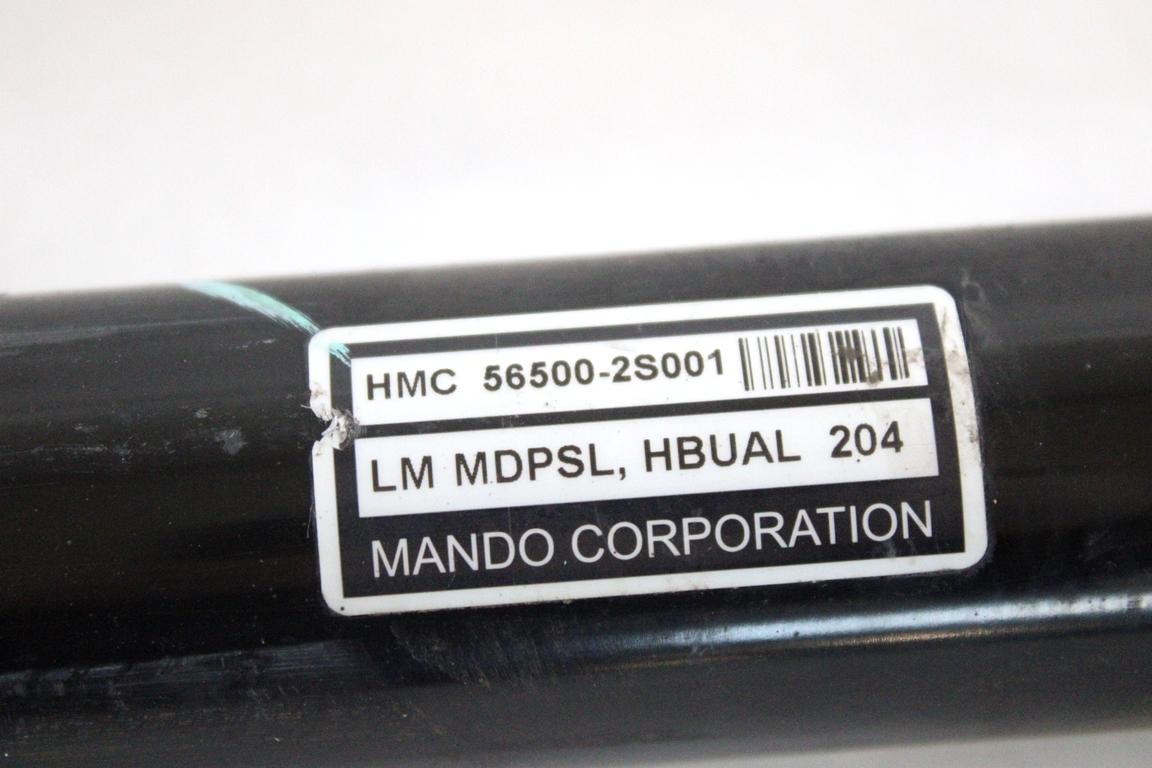 HMC 56500-2S001
LM MDPSL, HBUAL 204
MANDO CORPORATION